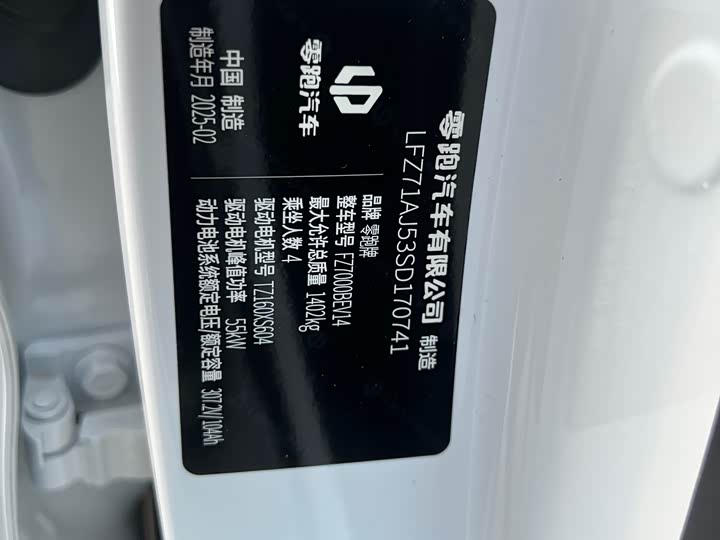 零跑汽车有限公司 制造
LFZ71AJ53SD170741
品牌 零跑牌
整车型号 FZ7000BEV14
最大允许总质量 1402kg
乘坐人数 4
驱动电机型号 TZ160XS604
驱动电机峰值功率 55kW
动力电池系统额定电压/额定容量 307.2V/104Ah
零跑汽车
中国 制造
制造年月 2025-02